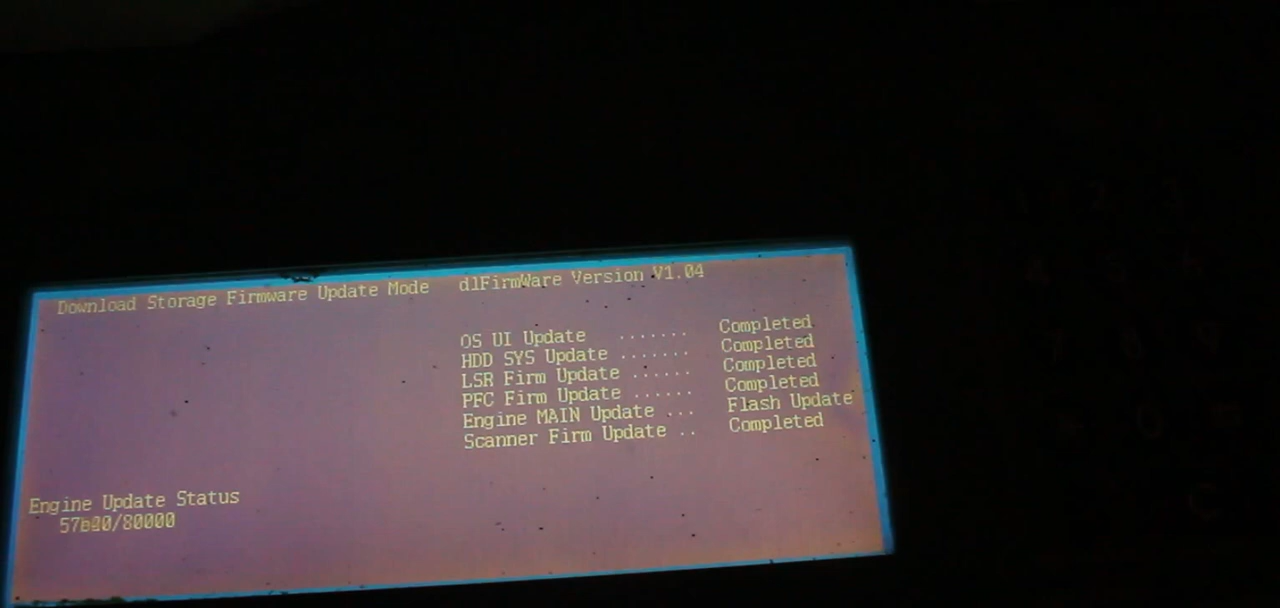 Download Storage Firmware Update Mode dlFirmWare Version V1.04
OS UI Update ....... Completed
HDD SYS Update ....... Completed
LSR Firm Update ...... Completed
PFC Firm Update ...... Completed
Engine MAIN Update ... Flash Update
Scanner Firm Update .. Completed
Engine Update Status
/80000